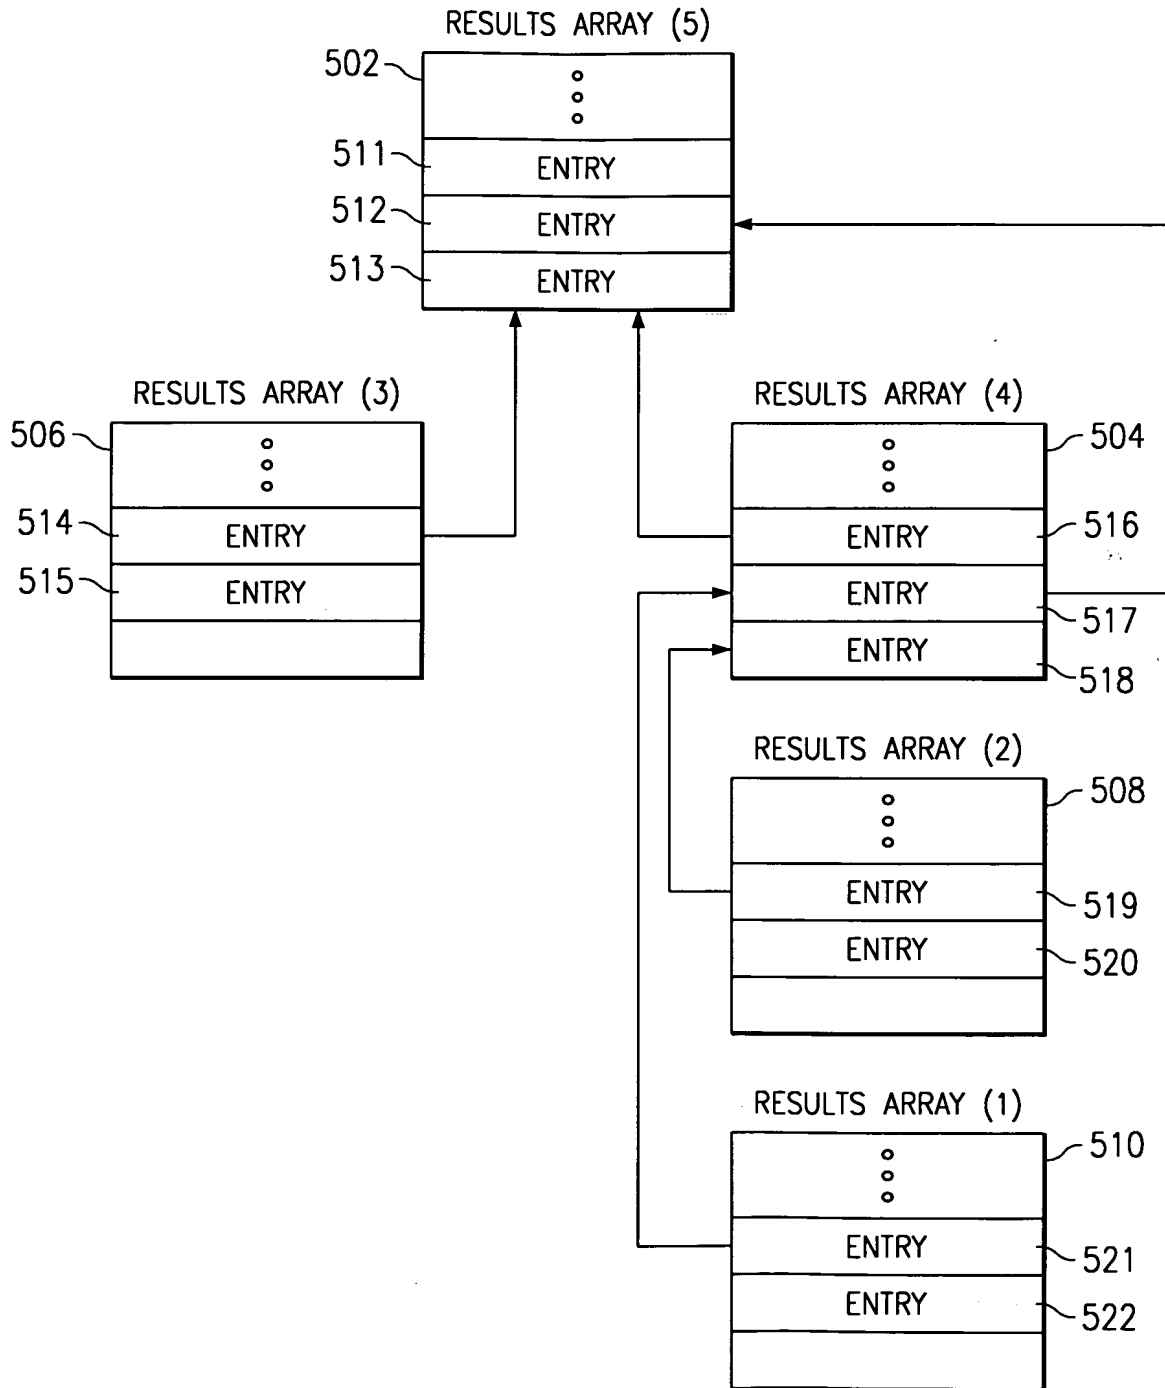 RESULTS ARRAY (5)
502
511 ENTRY
512 ENTRY
513 ENTRY
RESULTS ARRAY (3)
506
514 ENTRY
515 ENTRY
RESULTS ARRAY (4)
504
ENTRY 516
ENTRY 517
ENTRY 518
RESULTS ARRAY (2)
508
ENTRY 519
ENTRY 520
RESULTS ARRAY (1)
510
ENTRY 521
ENTRY 522